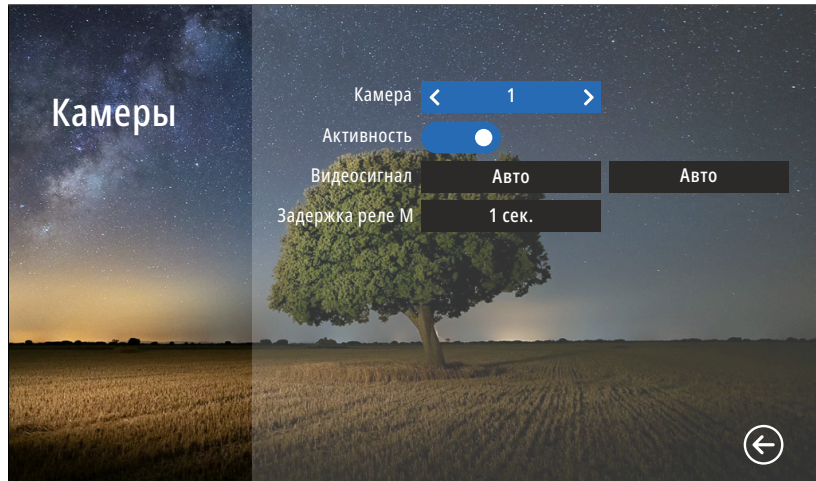 Камеры
Камера 1
Активность
Видеосигнал Авто Авто
Задержка реле М 1 сек.